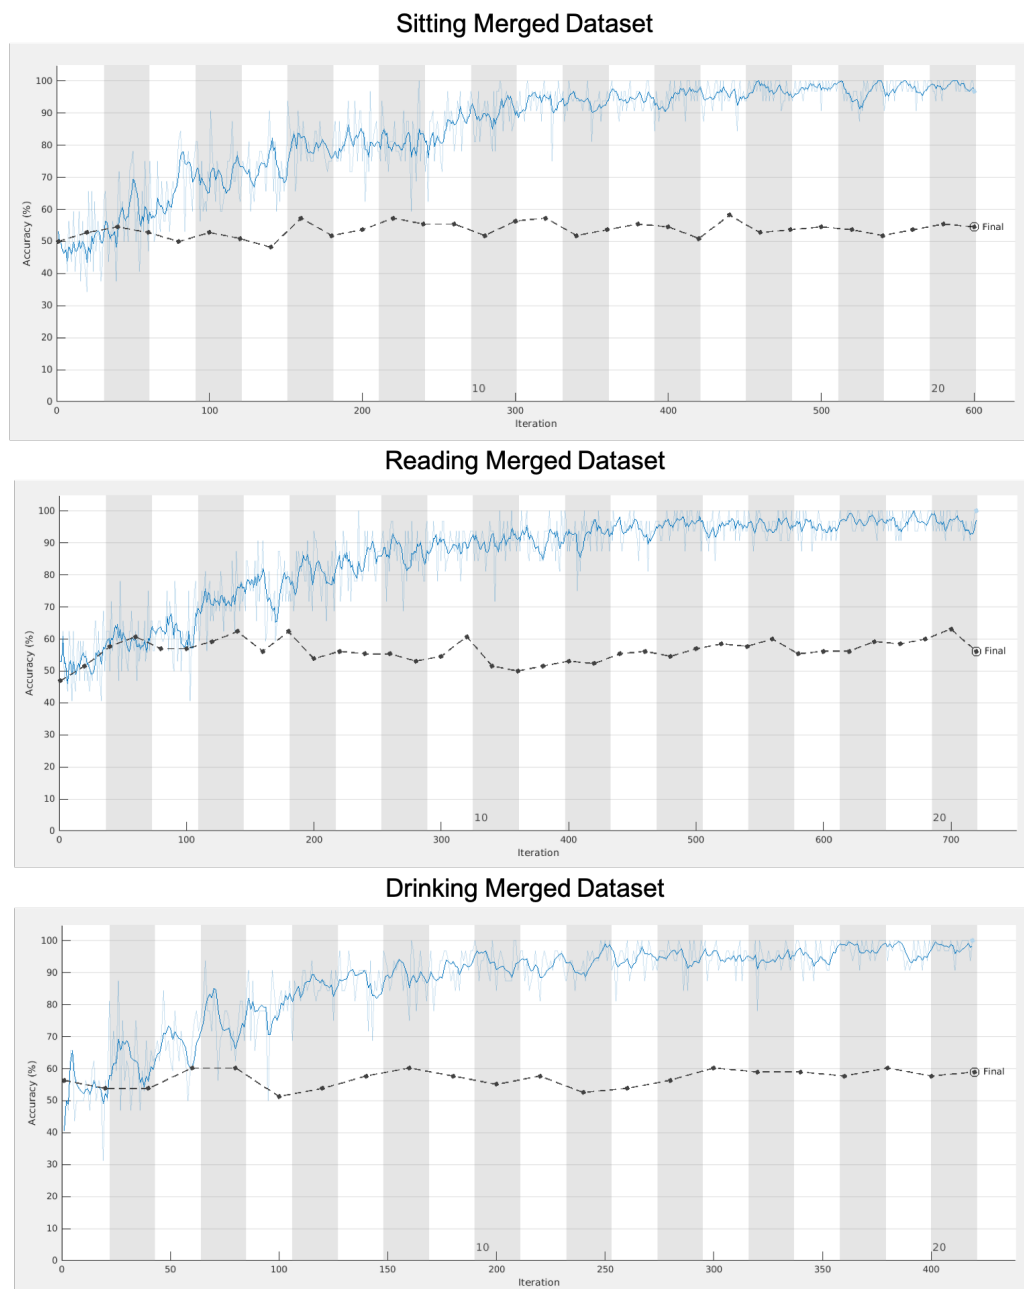 Sitting Merged Dataset
100
90
80
70
60
50
40
30
20
10
0
Accuracy (%)
Final
10
20
0 100 200 300 400 500 600
Iteration
Reading Merged Dataset
100
90
80
70
60
50
40
30
20
10
0
Accuracy (%)
Final
10
20
0 100 200 300 400 500 600 700
Iteration
Drinking Merged Dataset
100
90
80
70
60
50
40
30
20
10
0
Accuracy (%)
Final
10
20
0 50 100 150 200 250 300 350 400
Iteration